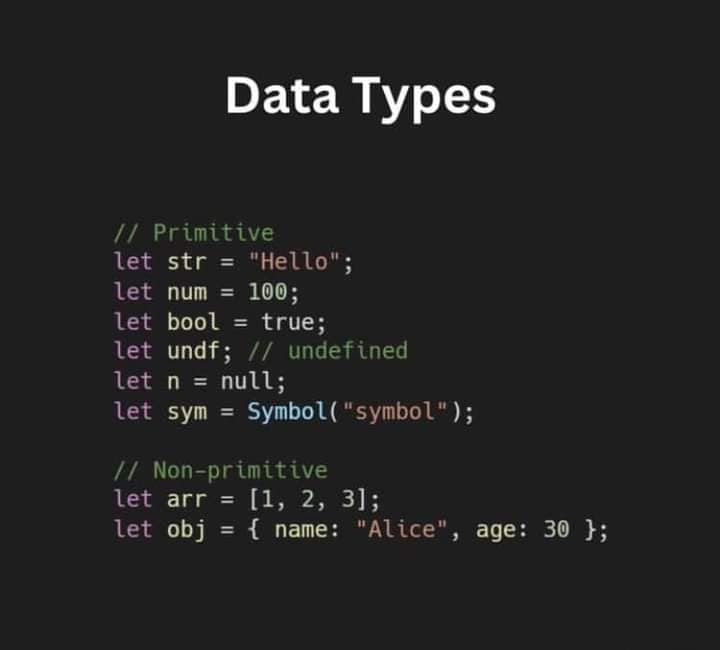 Data Types
// Primitive
let str = "Hello";
let num = 100;
let bool = true;
let undf; // undefined
let n = null;
let sym = Symbol("symbol");
// Non-primitive
let arr = [1, 2, 3];
let obj = { name: "Alice", age: 30 };